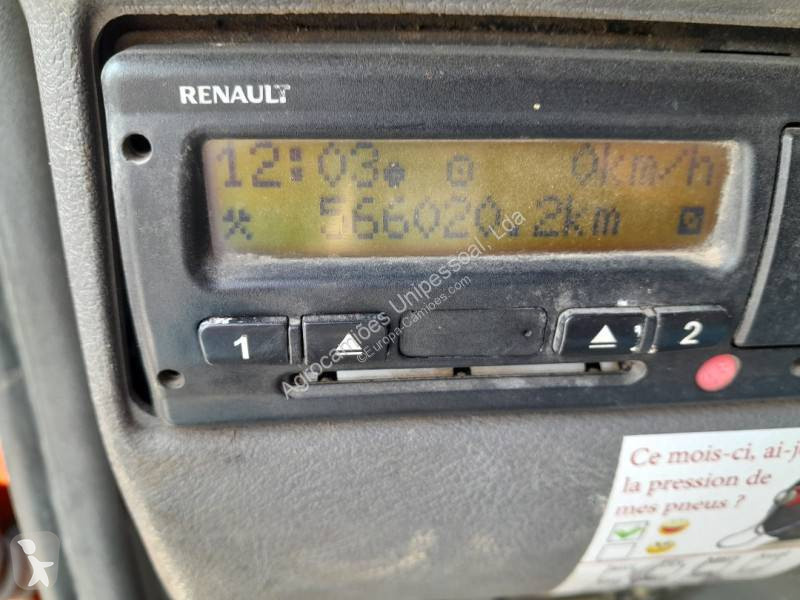 RENAULT
12:03 0km/h
566020.2km
1 2
Agrocamiões Unipessoal, Lda
©Europa-Camiões.com
Ce mois-ci, ai-j
la pression de
mes pneus ?